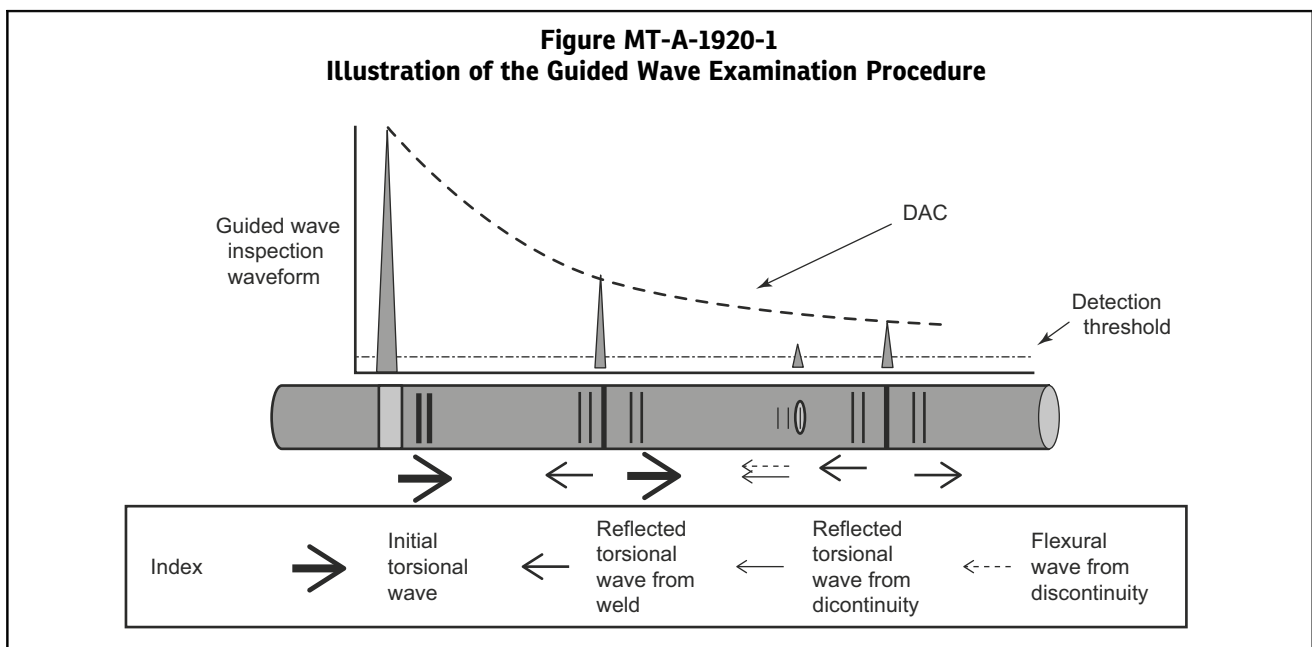 Figure MT-A-1920-1
Illustration of the Guided Wave Examination Procedure
Guided wave
inspection
waveform
DAC
Detection
threshold
Index
Initial
torsional
wave
Reflected
torsional
wave from
weld
Reflected
torsional
wave from
dicontinuity
Flexural
wave from
discontinuity